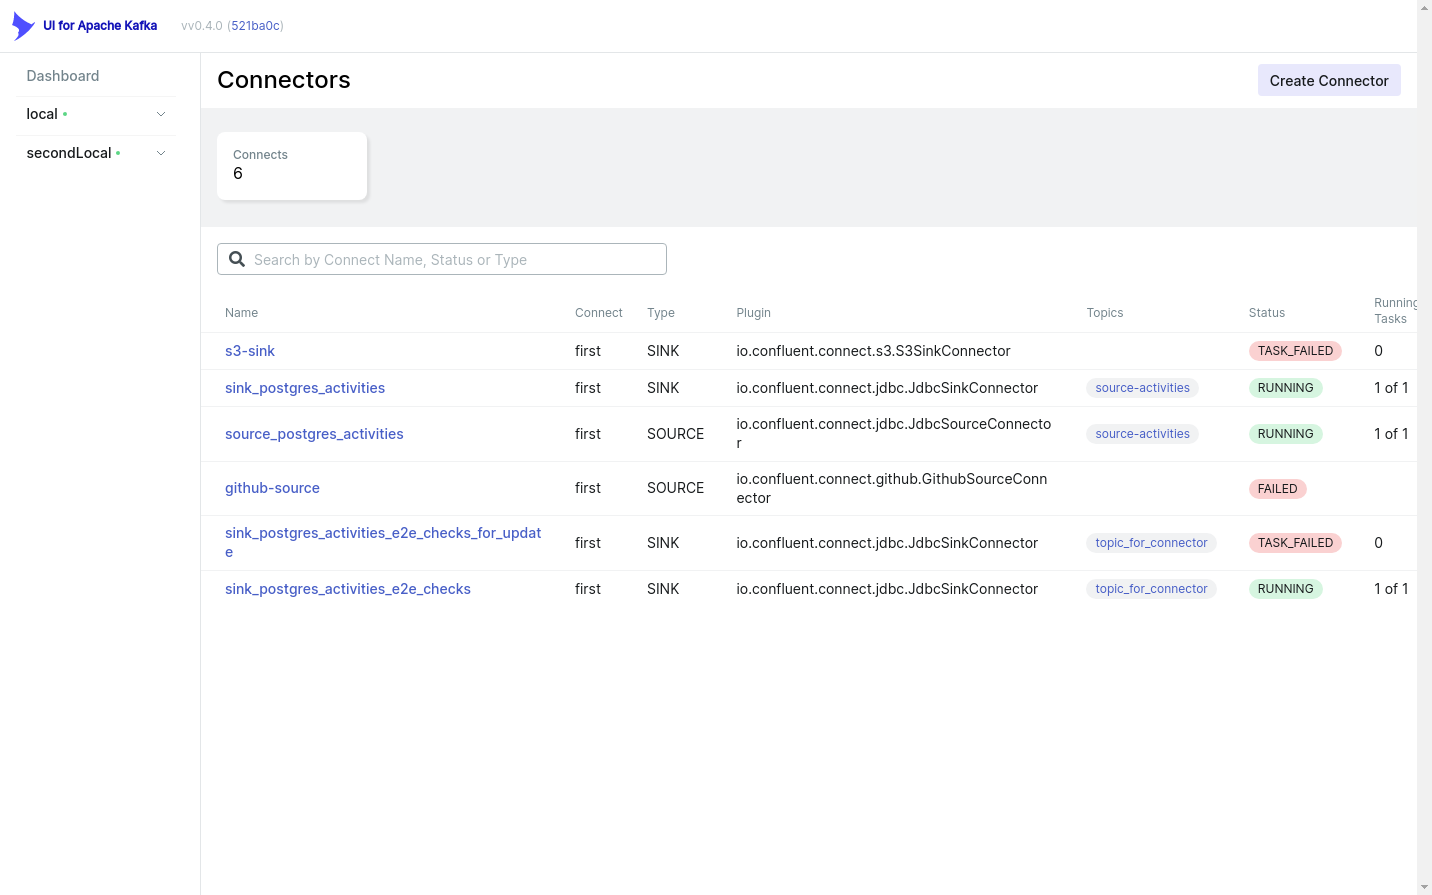 UI for Apache Kafka vv0.4.0 (521ba0c)
Dashboard
local
secondLocal
Connectors
Create Connector
Connects
6
Search by Connect Name, Status or Type
Name Connect Type Plugin Topics Status Running
Tasks
s3-sink first SINK io.confluent.connect.s3.S3SinkConnector TASK_FAILED 0
sink_postgres_activities first SINK io.confluent.connect.jdbc.JdbcSinkConnector source-activities RUNNING 1 of 1
source_postgres_activities first SOURCE io.confluent.connect.jdbc.JdbcSourceConnecto source-activities RUNNING 1 of 1
r
github-source first SOURCE io.confluent.connect.github.GithubSourceConn FAILED
ector
sink_postgres_activities_e2e_checks_for_updat first SINK io.confluent.connect.jdbc.JdbcSinkConnector topic_for_connector TASK_FAILED 0
e
sink_postgres_activities_e2e_checks first SINK io.confluent.connect.jdbc.JdbcSinkConnector topic_for_connector RUNNING 1 of 1